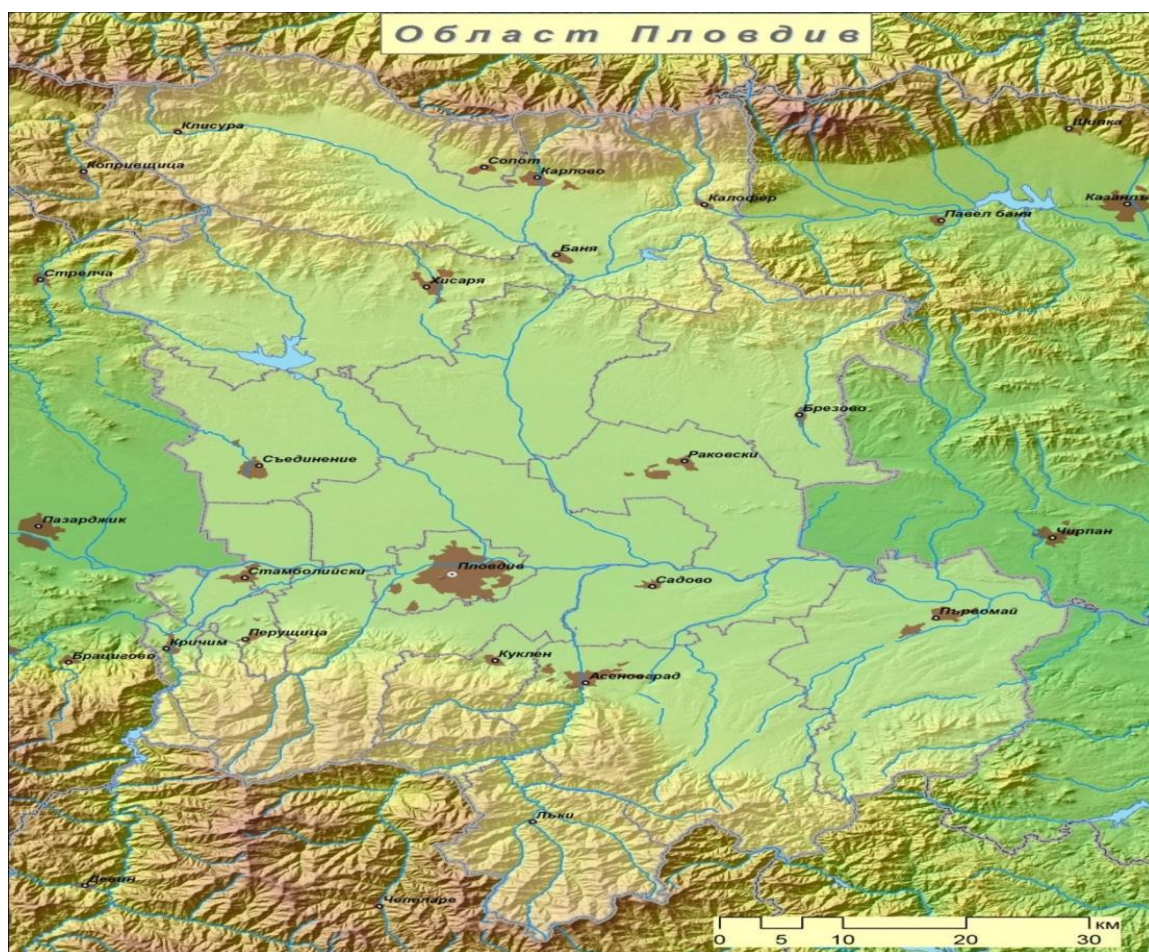 Област Пловдив
Клисура
Шипка
Копривщица
Сопот
Карлово
Калофер
Казанлъ
Павел баня
Баня
Стрелча
Хисаря
Брезово
Съединение
Раковски
Пазарджик
Чирпан
Стамболийски
Пловдив
Садово
Първомай
Перущица
Кричим
Брацигово
Куклен
Асеновград
Лъки
Девин
Чепеларе
км
0 5 10 20 30